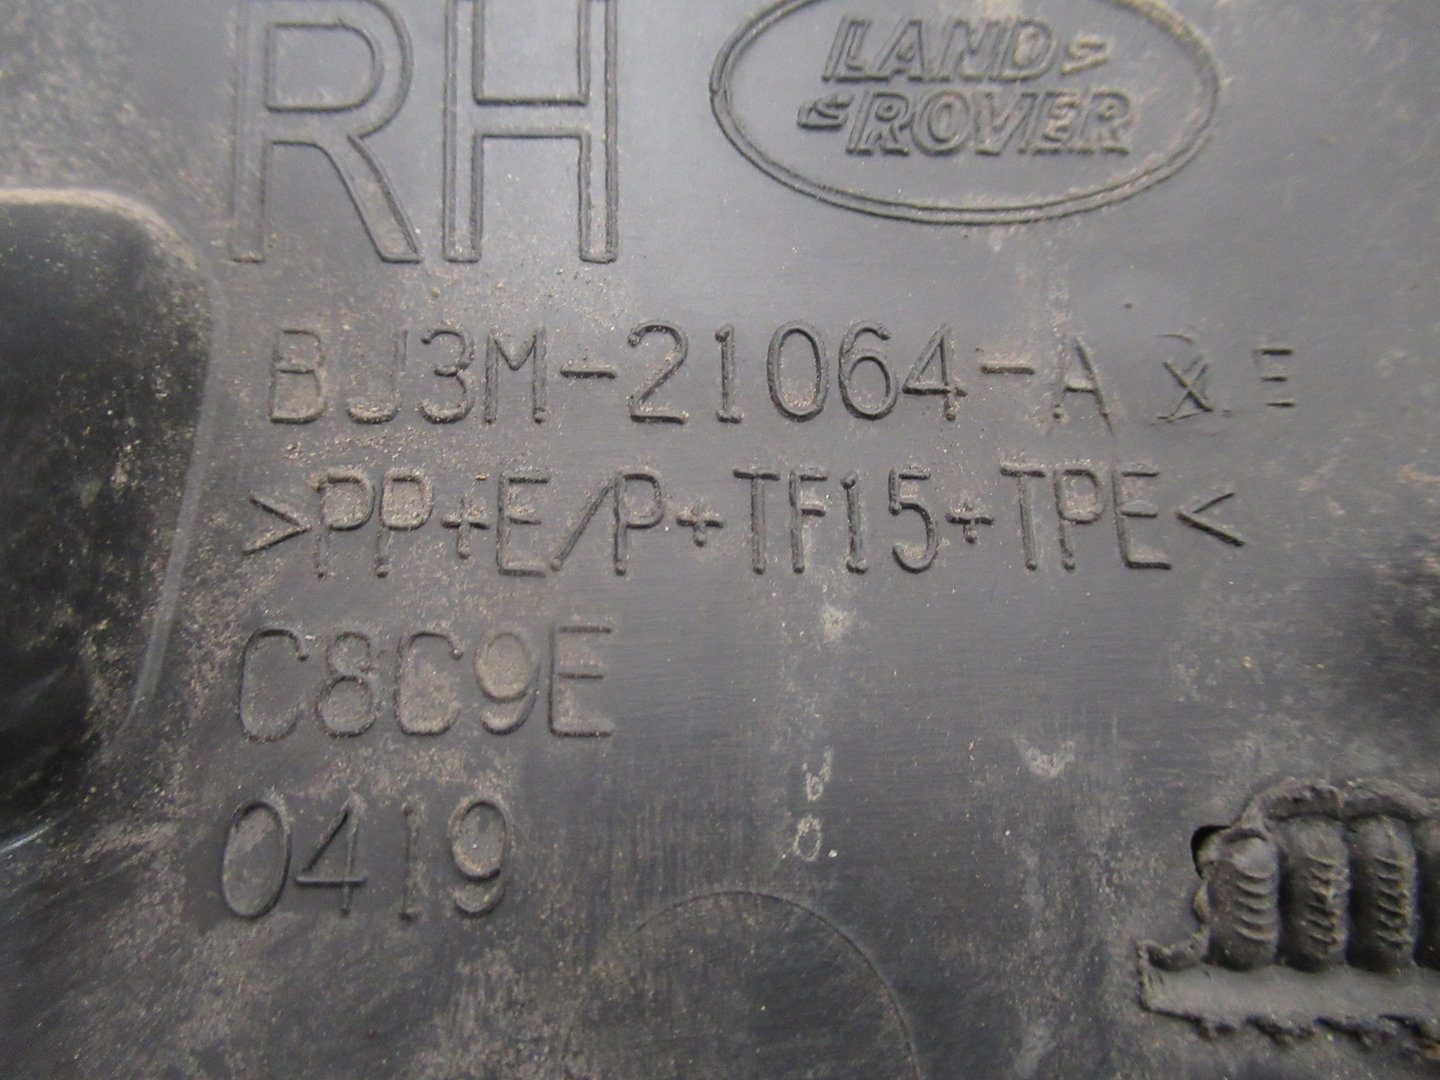 RH
LAND
ROVER
BJ3M-21064-A E
>PP+E/P+TF15+TPE<
C8C9E
0419